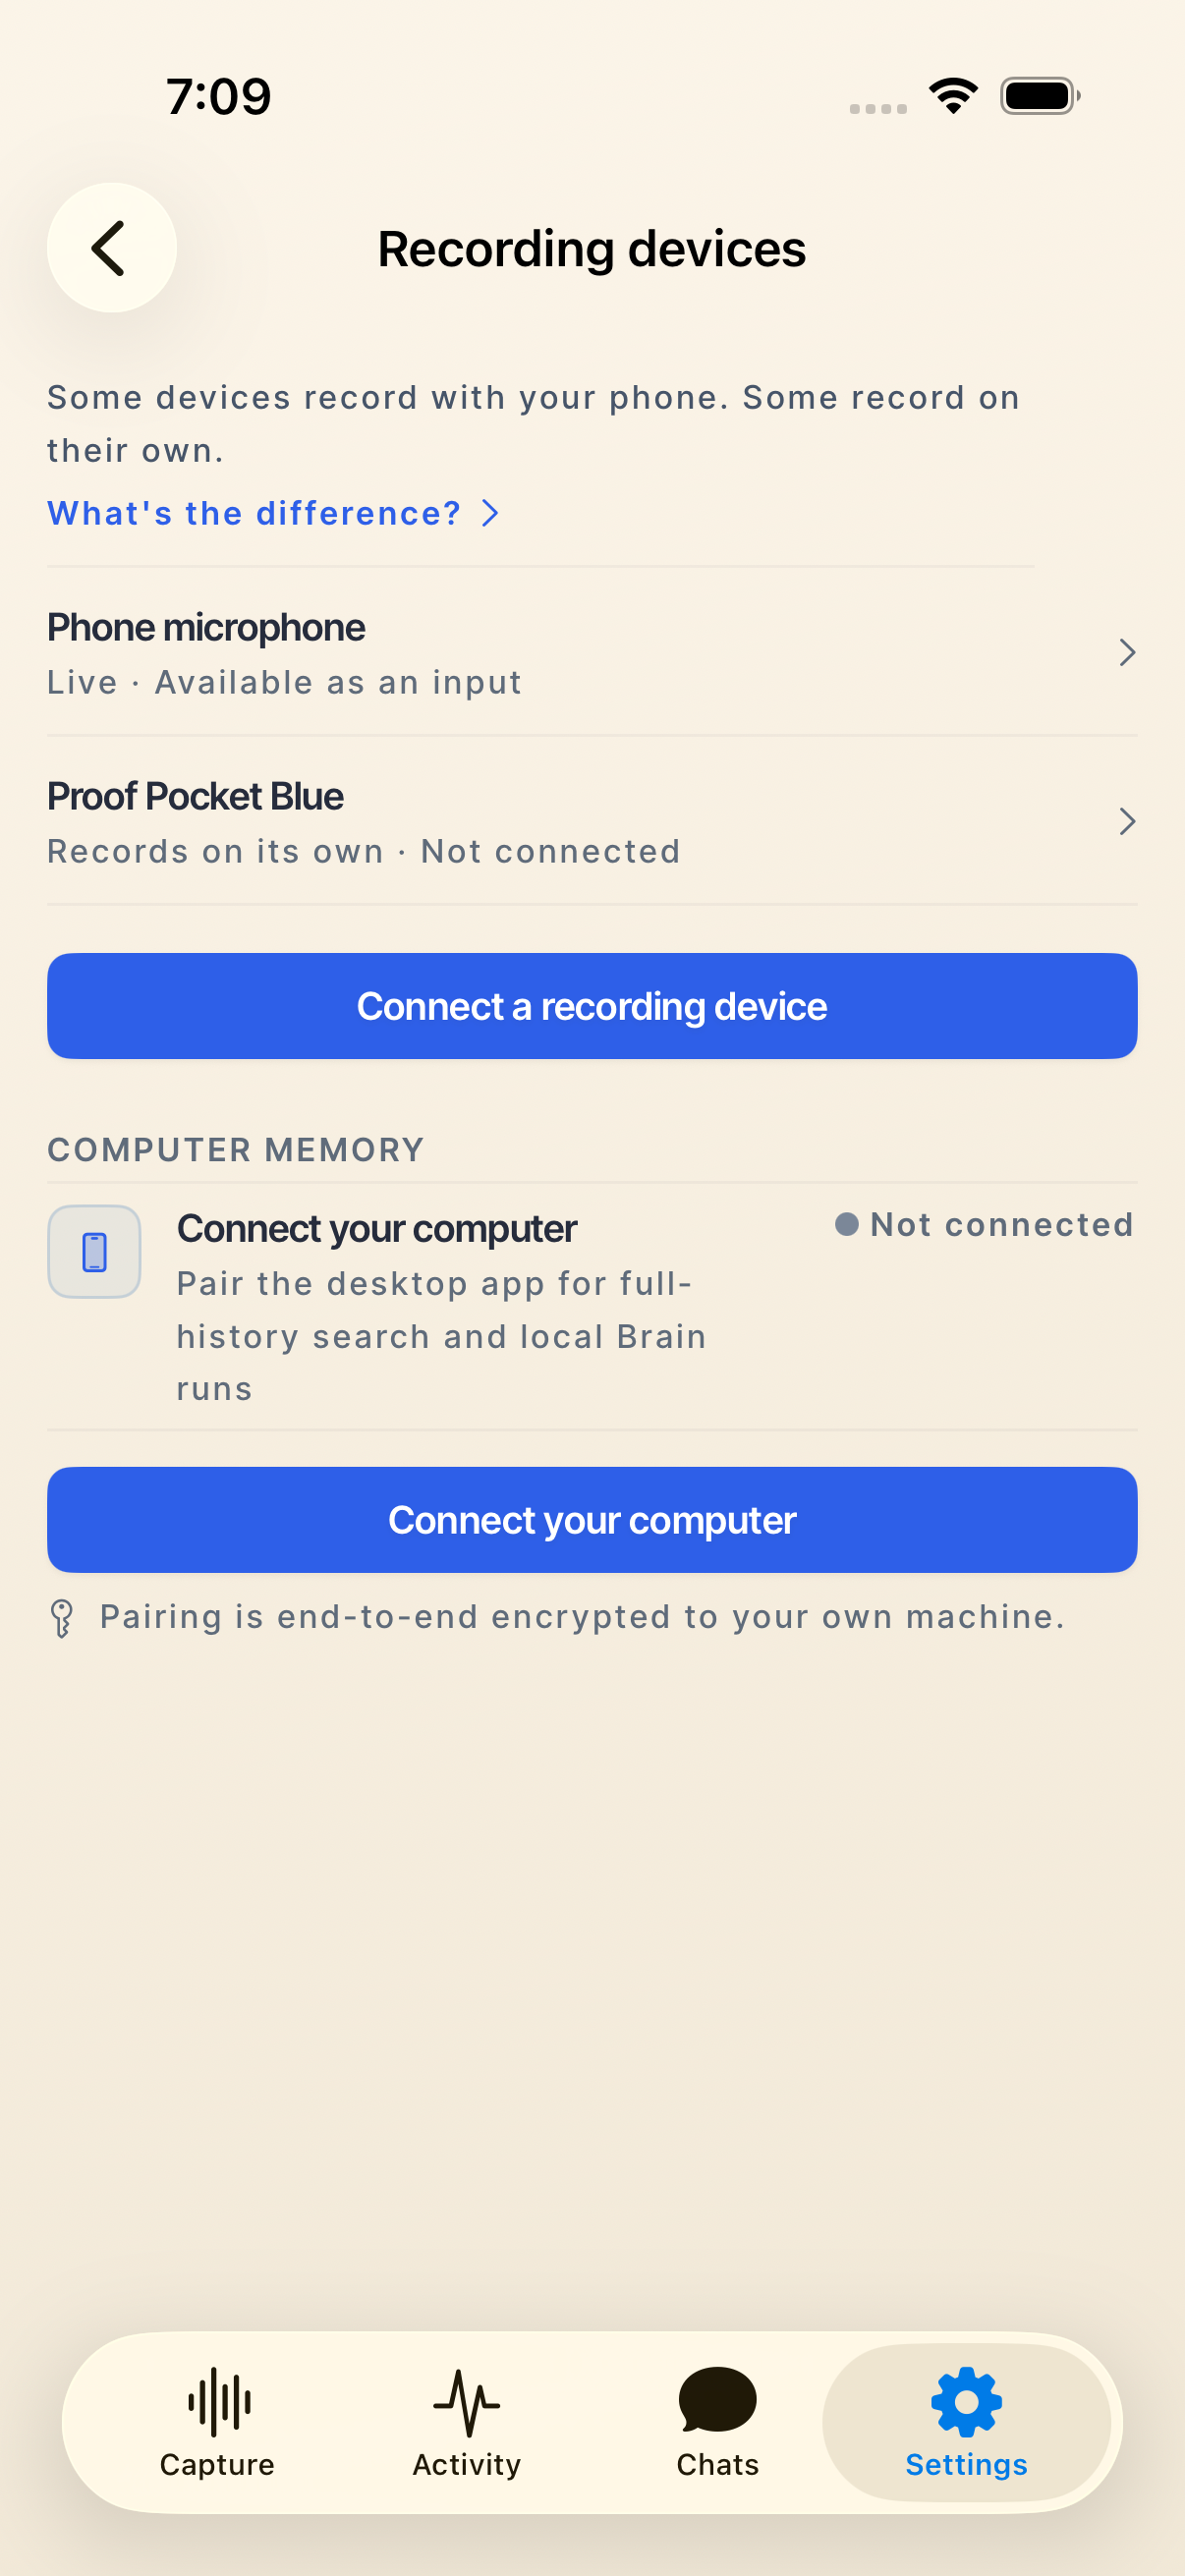 7:09
Recording devices
Some devices record with your phone. Some record on
their own.
What's the difference?
Phone microphone
Live · Available as an input
Proof Pocket Blue
Records on its own · Not connected
Connect a recording device
COMPUTER MEMORY
Connect your computer
Not connected
Pair the desktop app for full-
history search and local Brain
runs
Connect your computer
Pairing is end-to-end encrypted to your own machine.
Capture
Activity
Chats
Settings